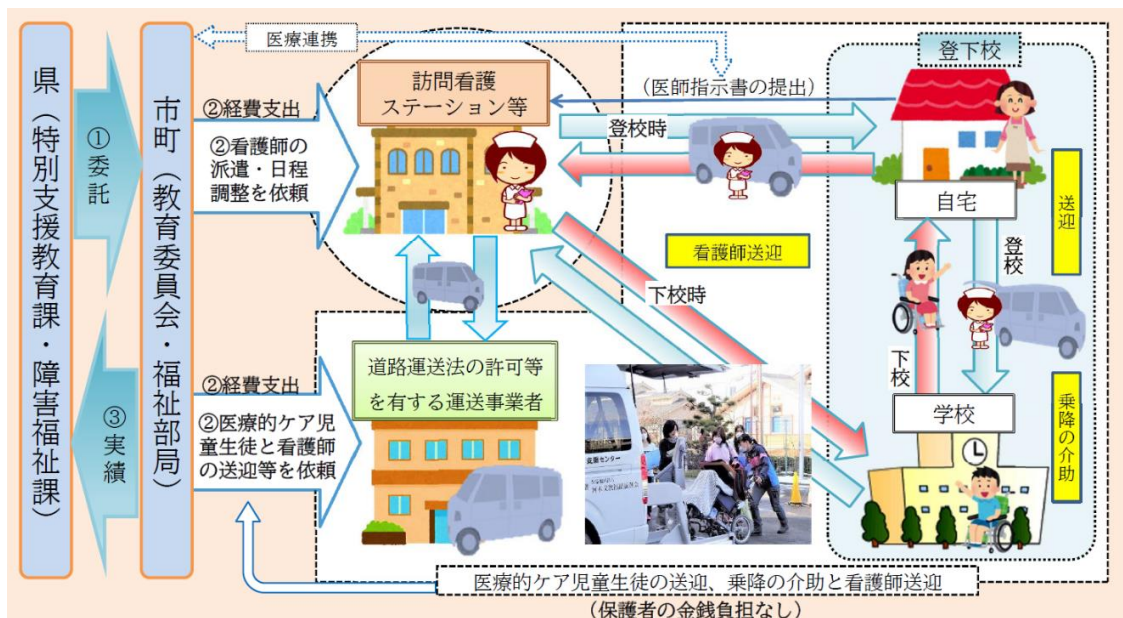 県（特別支援教育課・障害福祉課）
①委託
③実績
市町（教育委員会・福祉部局）
医療連携
②経費支出
②看護師の
派遣・日程
調整を依頼
訪問看護
ステーション等
（医師指示書の提出）
登校時
登下校
自宅
送迎
看護師送迎
下校時
登校
下校
②経費支出
②医療的ケア児
童生徒と看護師
の送迎等を依頼
道路運送法の許可等
を有する運送事業者
学校
乗降の介助
医療的ケア児童生徒の送迎、乗降の介助と看護師送迎
（保護者の金銭負担なし）